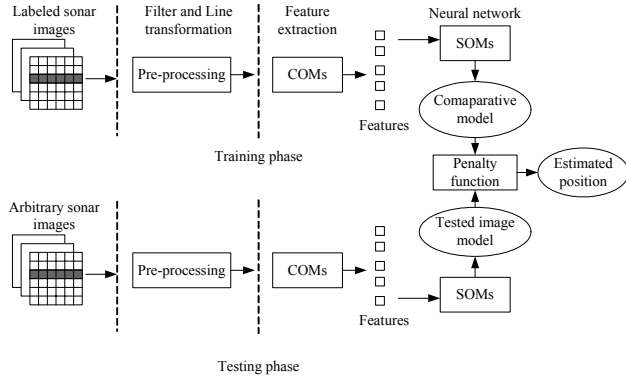 Labeled sonar
images
Filter and Line
transformation
Feature
extraction
Neural network
Pre-processing
COMs
SOMs
Features
Comaparative
model
Training phase
Penalty
function
Estimated
position
Arbitrary sonar
images
Tested image
model
Pre-processing
COMs
SOMs
Features
Testing phase